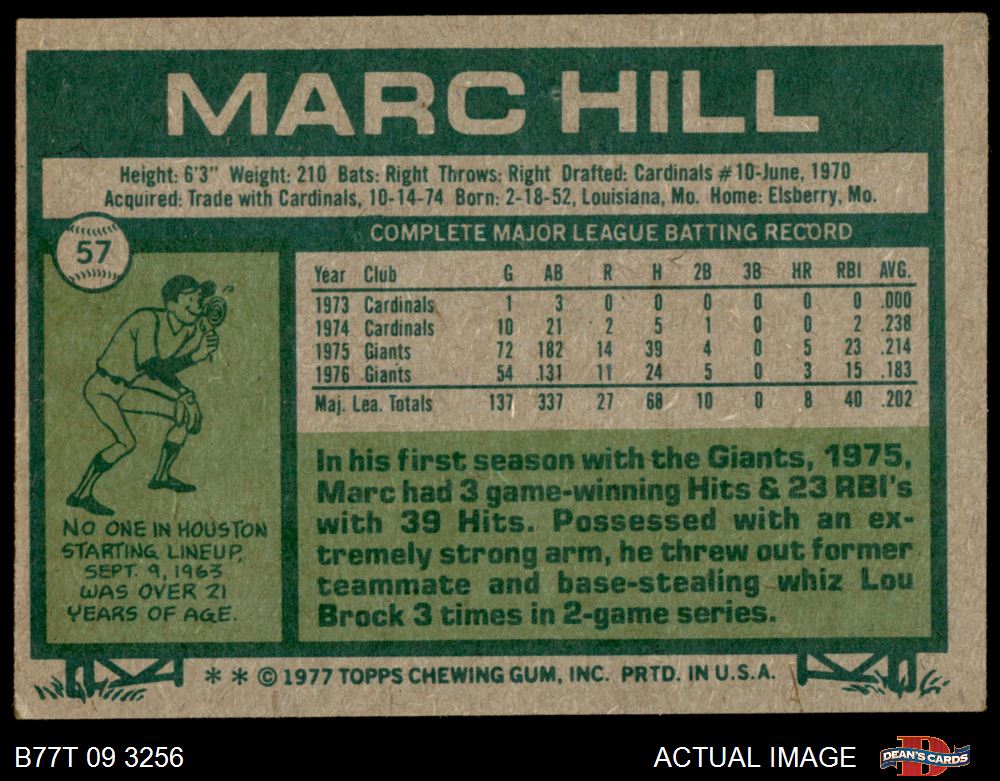 MARC HILL
Height: 6'3" Weight: 210 Bats: Right Throws: Right Drafted: Cardinals #10-June, 1970
Acquired: Trade with Cardinals, 10-14-74 Born: 2-18-52, Louisiana, Mo. Home: Elsberry, Mo.
57
COMPLETE MAJOR LEAGUE BATTING RECORD
Year Club G AB R H 2B 3B HR RBI AVG.
1973 Cardinals 1 3 0 0 0 0 0 0 .000
1974 Cardinals 10 21 2 5 1 0 0 2 .238
1975 Giants 72 182 14 39 4 0 5 23 .214
1976 Giants 54 131 11 24 5 0 3 15 .183
Maj. Lea. Totals 137 337 27 68 10 0 8 40 .202
NO ONE IN HOUSTON
STARTING LINEUP,
SEPT. 9, 1963
WAS OVER 21
YEARS OF AGE.
In his first season with the Giants, 1975,
Marc had 3 game-winning Hits & 23 RBI's
with 39 Hits. Possessed with an ex-
tremely strong arm, he threw out former
teammate and base-stealing whiz Lou
Brock 3 times in 2-game series.
* * © 1977 TOPPS CHEWING GUM, INC. PRTD. IN U.S.A.
B77T 09 3256 ACTUAL IMAGE DEAN'S CARDS